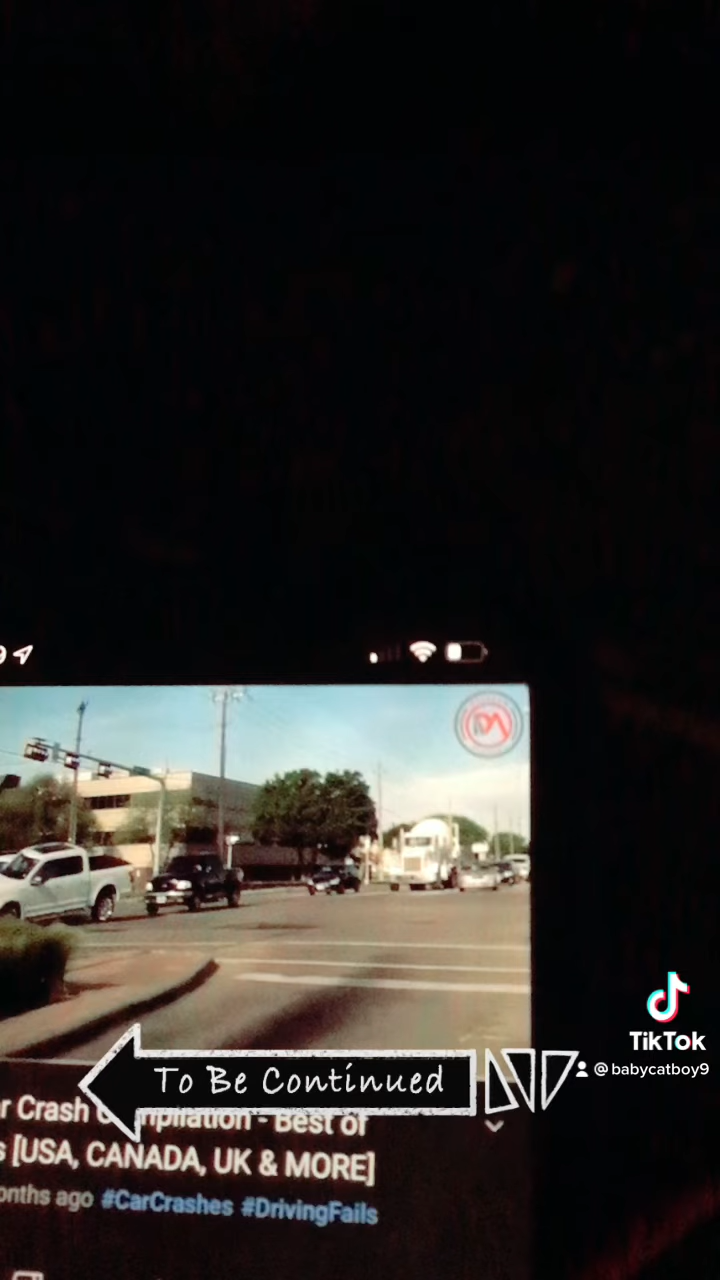 To Be Continued
r Crash Compilation - Best of
s [USA, CANADA, UK & MORE]
onths ago #CarCrashes #DrivingFails
TikTok
@babycatboy9